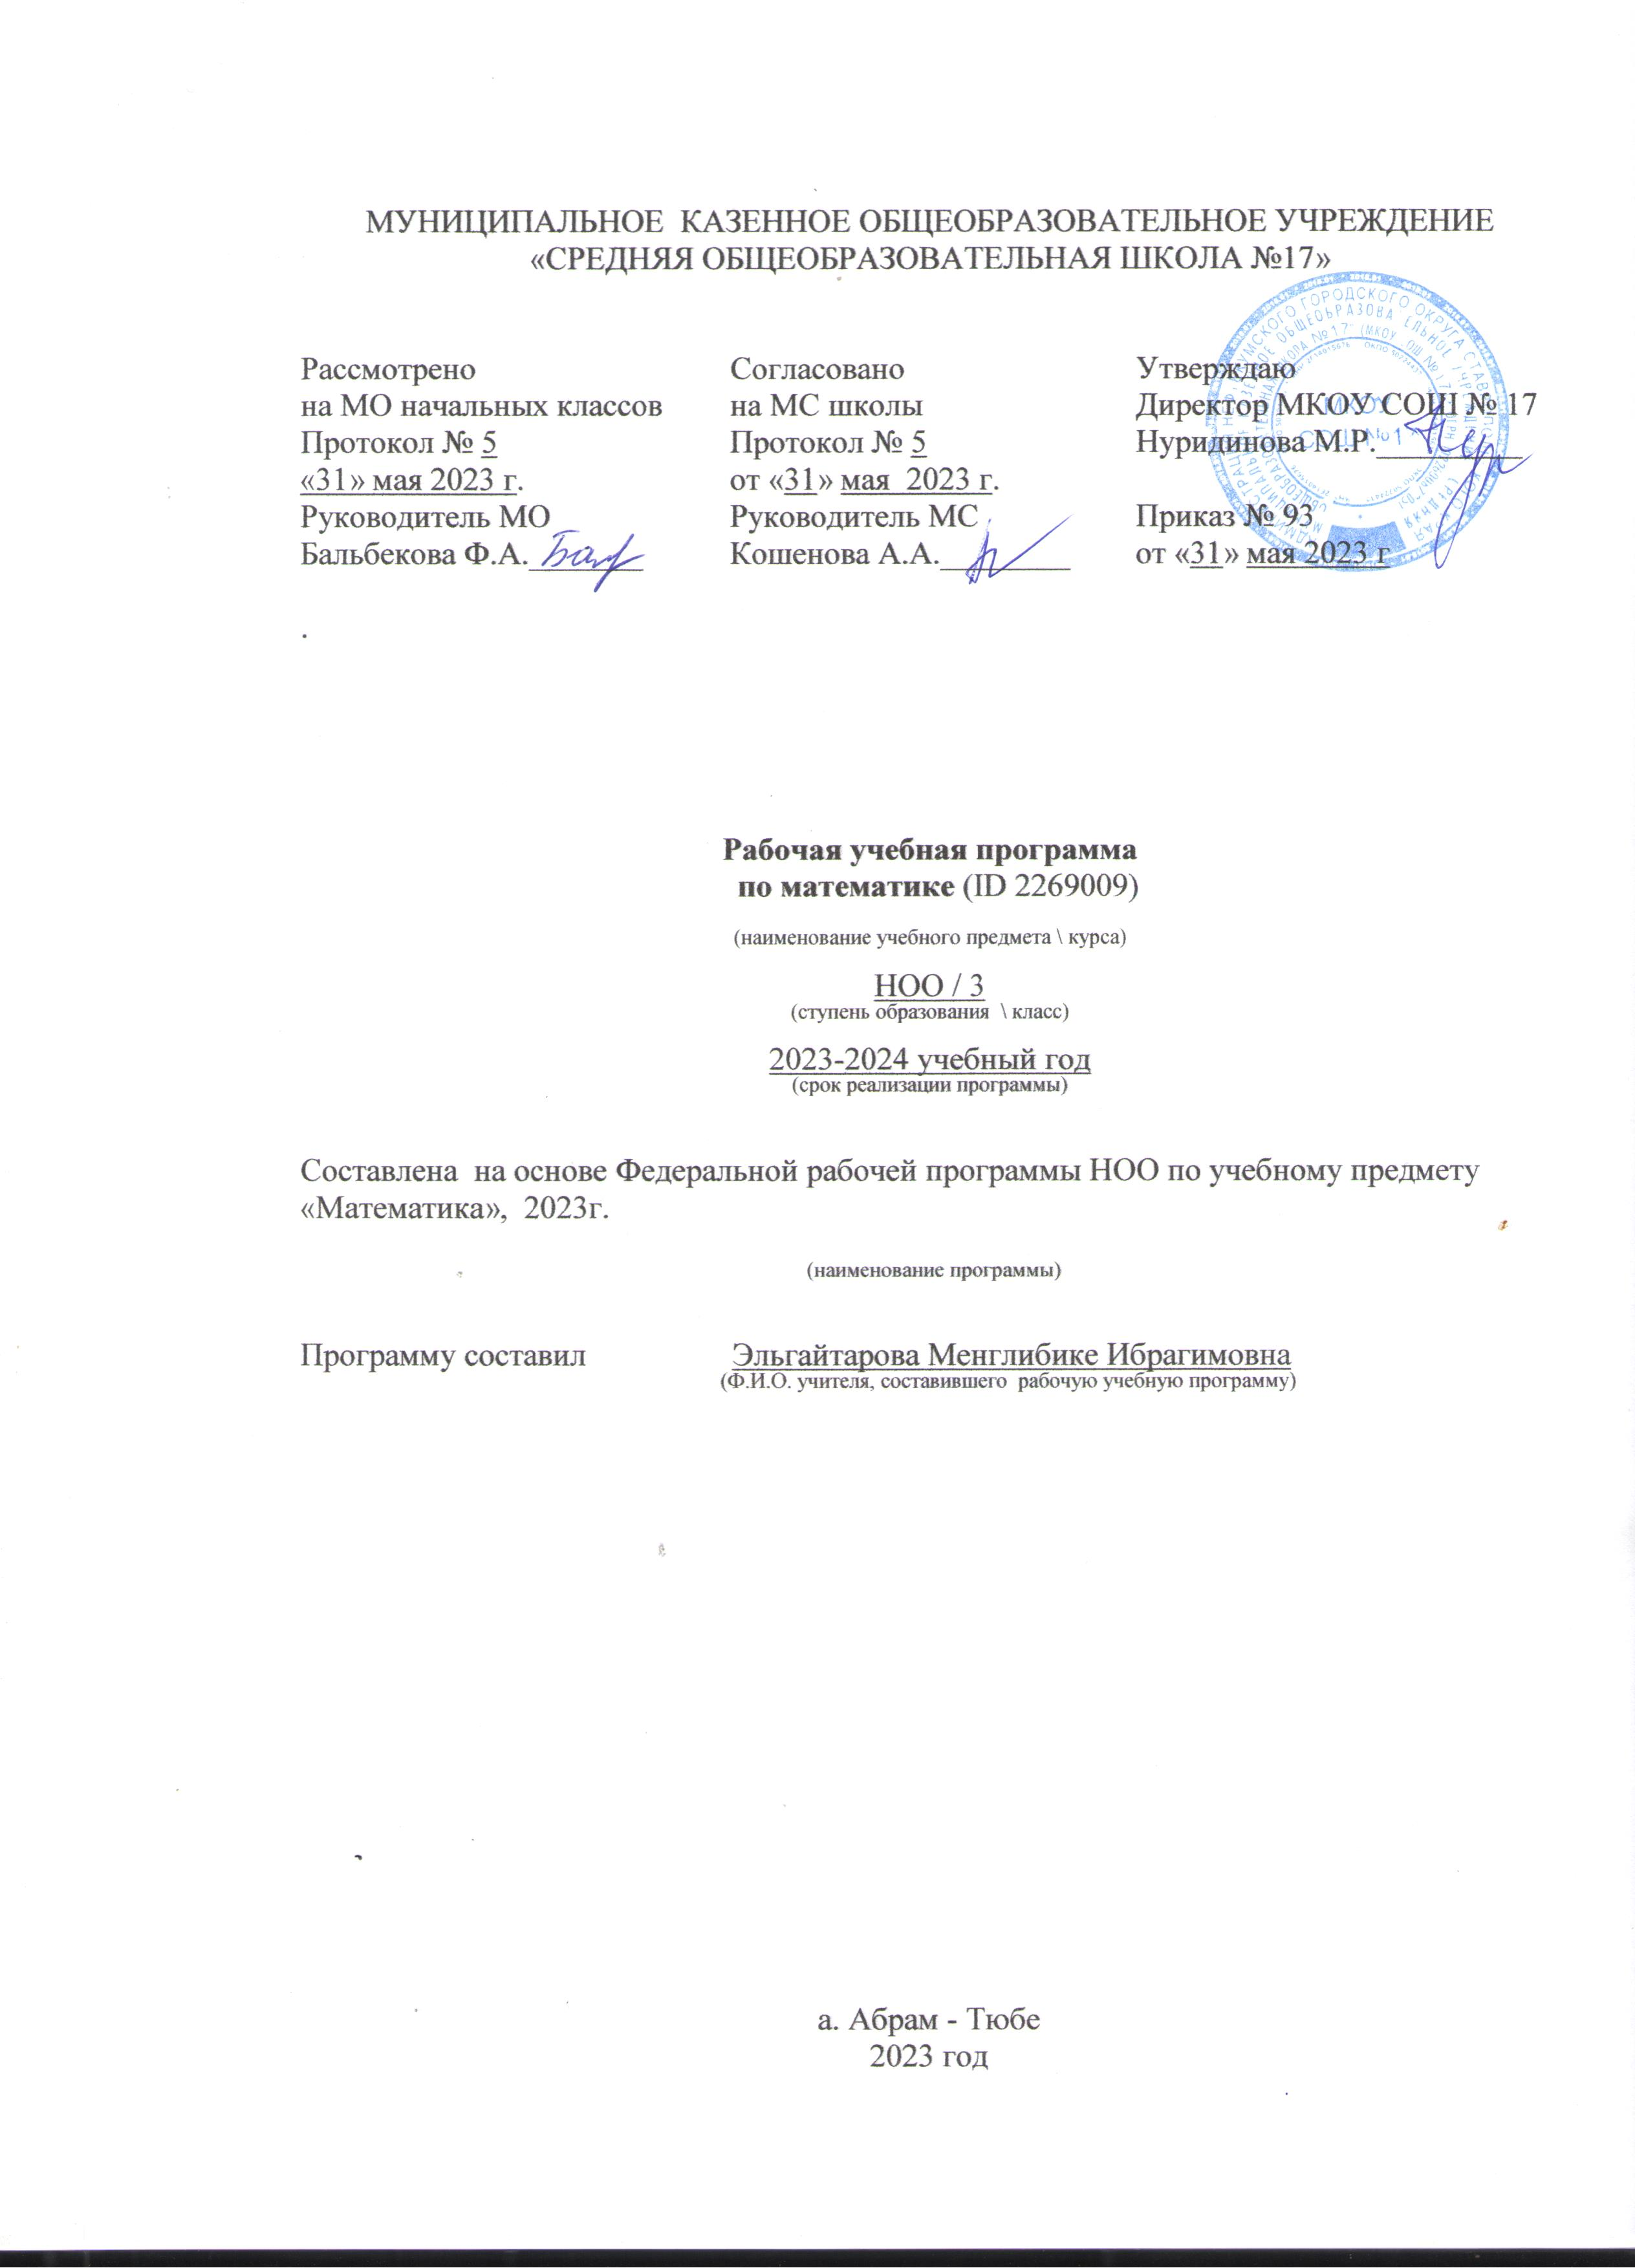 МУНИЦИПАЛЬНОЕ КАЗЕННОЕ ОБЩЕОБРАЗОВАТЕЛЬНОЕ УЧРЕЖДЕНИЕ
«СРЕДНЯЯ ОБЩЕОБРАЗОВАТЕЛЬНАЯ ШКОЛА №17»
Рассмотрено
на МО начальных классов
Протокол № 5
«31» мая 2023 г.
Руководитель МО
Бальбекова Ф.А.
Согласовано
на МС школы
Протокол № 5
от «31» мая 2023 г.
Руководитель МС
Кошенова А.А.
Утверждаю
Директор МКОУ СОШ № 17
Нуридинова М.Р.
Приказ № 93
от «31» мая 2023 г
МКОУ
СОШ №17
.
Рабочая учебная программа
по математике (ID 2269009)
(наименование учебного предмета \ курса)
НОО / 3
(ступень образования \ класс)
2023-2024 учебный год
(срок реализации программы)
Составлена на основе Федеральной рабочей программы НОО по учебному предмету
«Математика», 2023г.
(наименование программы)
Программу составил Эльгайтарова Менглибике Ибрагимовна
(Ф.И.О. учителя, составившего рабочую учебную программу)
а. Абрам - Тюбе
2023 год